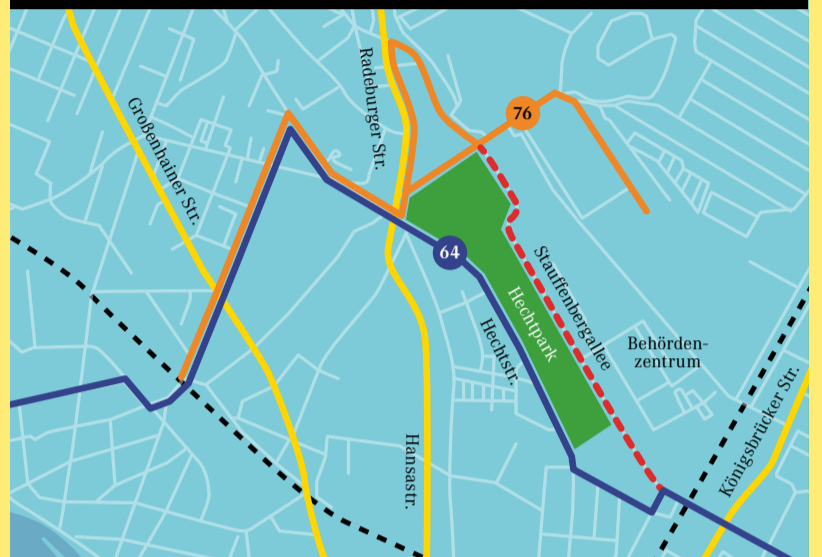 Großenhainer Str.
Radeburger Str.
76
64
Stauffenbergallee
Hechtpark
Hechtstr.
Behörden-
zentrum
Hansastr.
Königsbrücker Str.